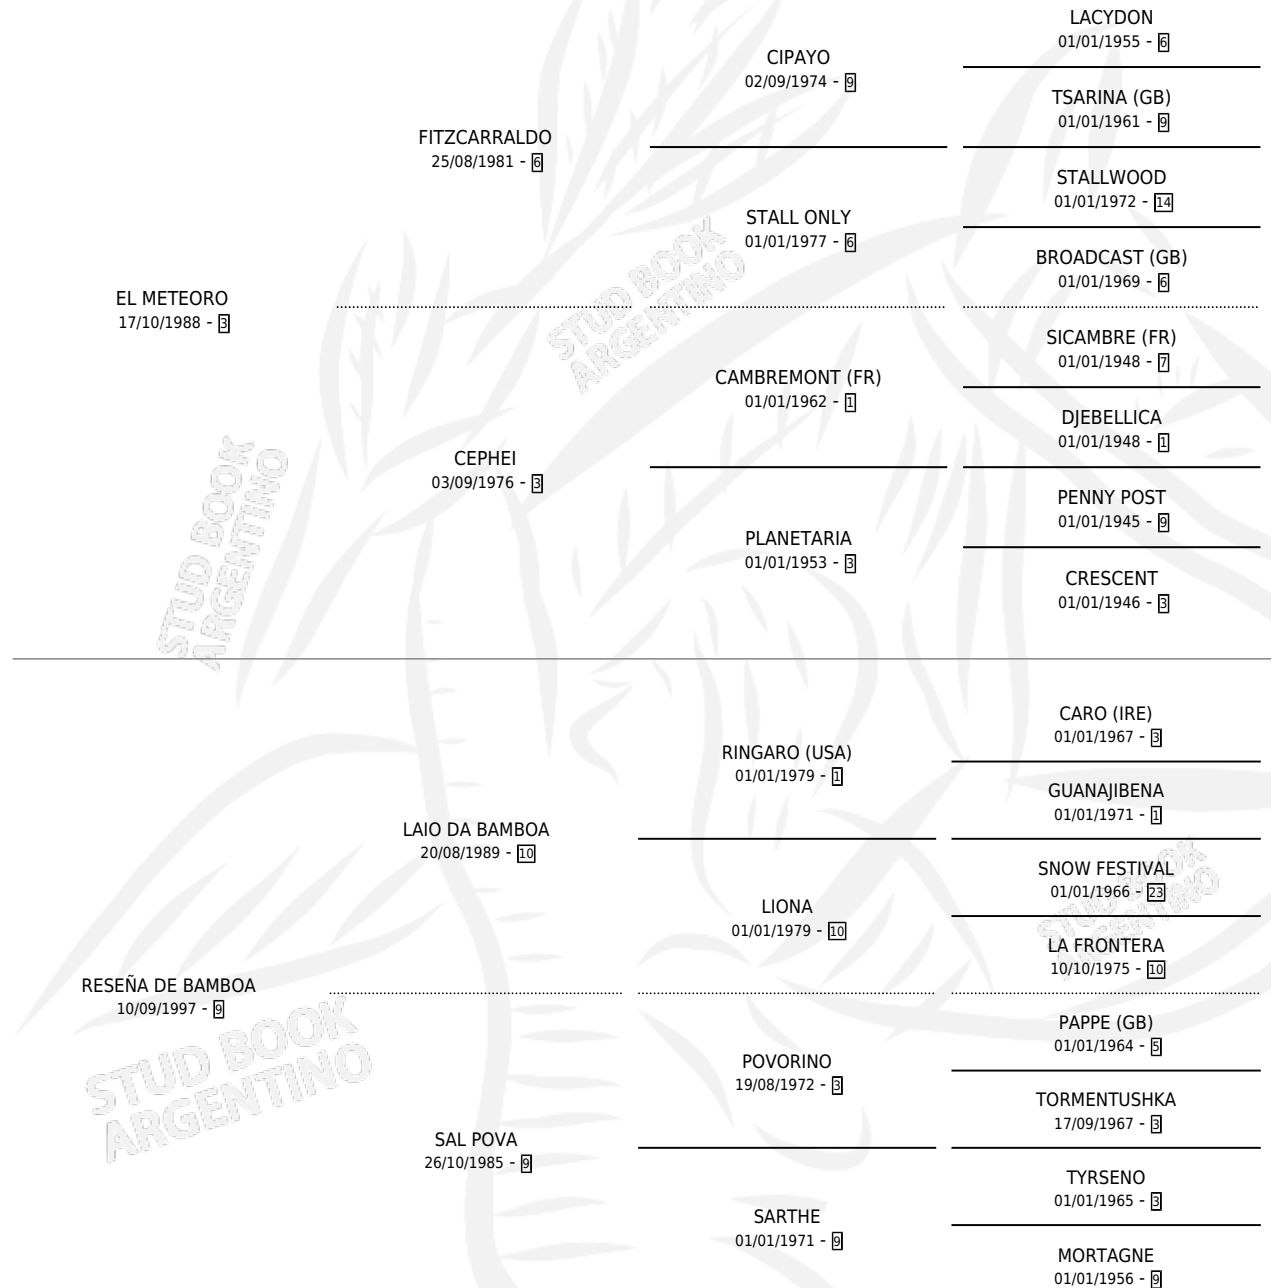 LACYDON
01/01/1955 - 6
CIPAYO
02/09/1974 - 9
TSARINA (GB)
01/01/1961 - 9
FITZCARRALDO
25/08/1981 - 6
STALLWOOD
01/01/1972 - 14
STALL ONLY
01/01/1977 - 6
BROADCAST (GB)
01/01/1969 - 6
EL METEORO
17/10/1988 - 3
STUD BOOK
ARGENTINO
SICAMBRE (FR)
01/01/1948 - 7
CAMBREMONT (FR)
01/01/1962 - 1
DJEBELLICA
01/01/1948 - 1
CEPHEI
03/09/1976 - 3
PENNY POST
01/01/1945 - 9
PLANETARIA
01/01/1953 - 3
CRESCENT
01/01/1946 - 3
STUD BOOK
ARGENTINO
CARO (IRE)
01/01/1967 - 3
RINGARO (USA)
01/01/1979 - 1
GUANAJIBENA
01/01/1971 - 1
LAIO DA BAMBOA
20/08/1989 - 10
SNOW FESTIVAL
01/01/1966 - 23
LIONA
01/01/1979 - 10
STUD BOOK
ARGENTINO
LA FRONTERA
10/10/1975 - 10
RESEÑA DE BAMBOA
10/09/1997 - 9
STUD BOOK
ARGENTINO
PAPPE (GB)
01/01/1964 - 5
POVORINO
19/08/1972 - 3
TORMENTUSHKA
17/09/1967 - 3
SAL POVA
26/10/1985 - 9
TYRSENO
01/01/1965 - 3
SARTHE
01/01/1971 - 9
MORTAGNE
01/01/1956 - 9